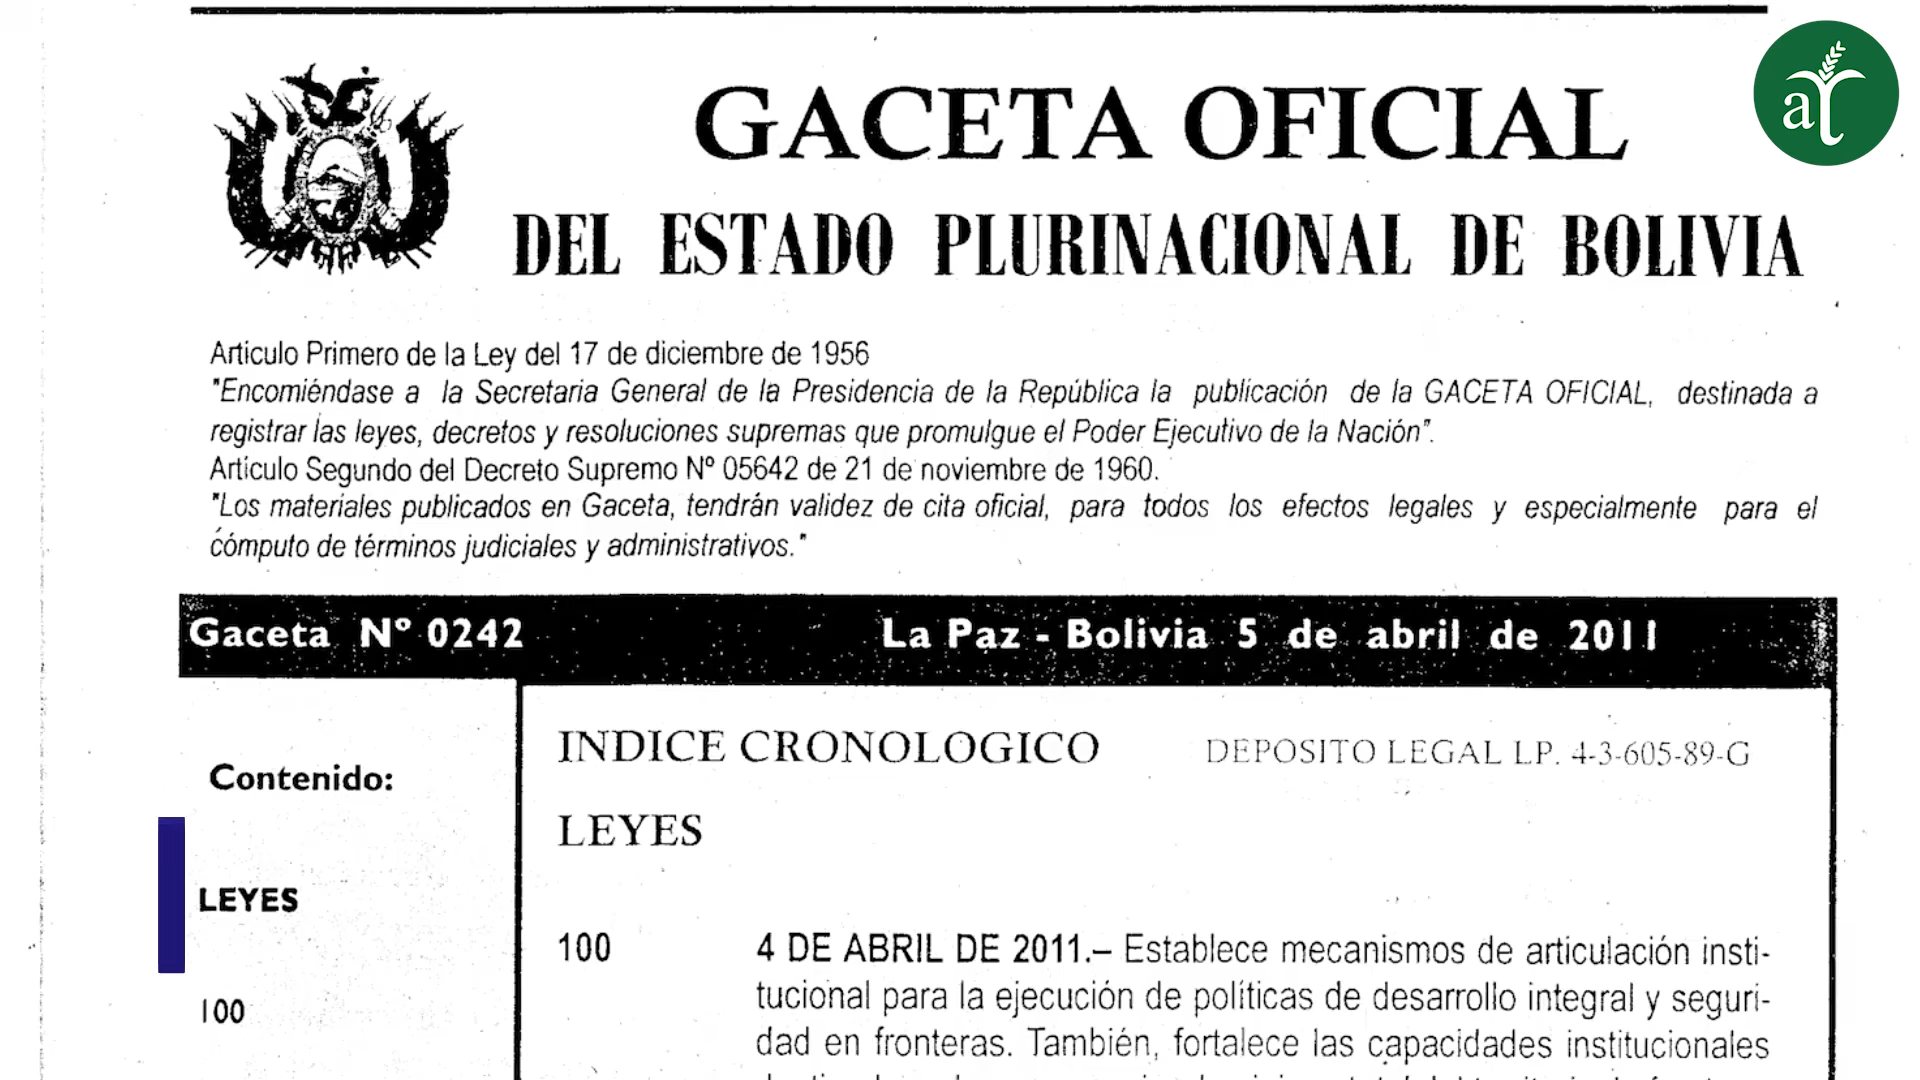 GACETA OFICIAL
DEL ESTADO PLURINACIONAL DE BOLIVIA
ar
Articulo Primero de la Ley del 17 de diciembre de 1956
"Encomiéndase a la Secretaria General de la Presidencia de la República la publicación de la GACETA OFICIAL, destinada a
registrar las leyes, decretos y resoluciones supremas que promulgue el Poder Ejecutivo de la Nación".
Artículo Segundo del Decreto Supremo Nº 05642 de 21 de noviembre de 1960.
"Los materiales publicados en Gaceta, tendrán validez de cita oficial, para todos los efectos legales y especialmente para el
cómputo de términos judiciales y administrativos."
Gaceta Nº 0242 La Paz - Bolivia 5 de abril de 2011
Contenido:
LEYES
100
INDICE CRONOLOGICO DEPOSITO LEGAL LP. 4-3-605-89-G
LEYES
100 4 DE ABRIL DE 2011.– Establece mecanismos de articulación insti-
tucional para la ejecución de políticas de desarrollo integral y seguri-
dad en fronteras. También, fortalece las capacidades institucionales